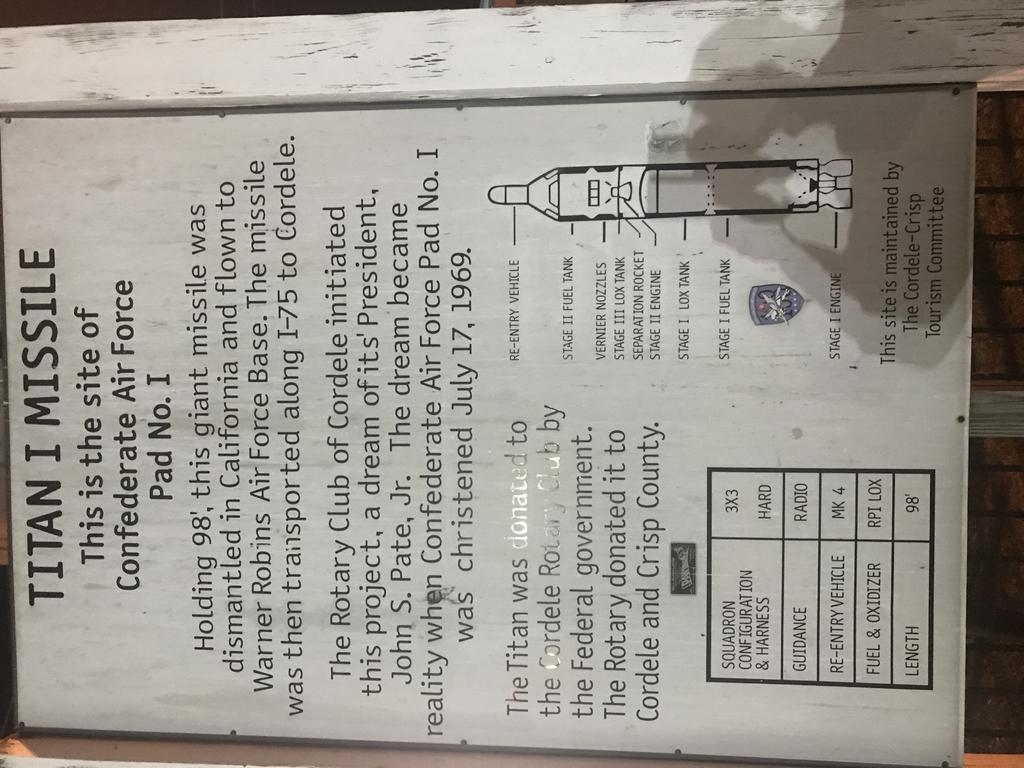 TITAN I MISSILE
This is the site of
Confederate Air Force
Pad No. I
Holding 98', this giant missile was
dismantled in California and flown to
Warner Robins Air Force Base. The missile
was then transported along I-75 to Cordele.
The Rotary Club of Cordele initiated
this project, a dream of its' President,
John S. Pate, Jr. The dream became
reality when Confederate Air Force Pad No. I
was christened July 17, 1969.
The Titan was donated to
the Cordele Rotary Club by
the Federal government.
The Rotary donated it to
Cordele and Crisp County.
SQUADRON 3X3
CONFIGURATION
& HARNESS HARD
GUIDANCE RADIO
RE-ENTRYVEHICLE MK 4
FUEL & OXIDIZER RPI LOX
LENGTH 98'
RE-ENTRY VEHICLE
STAGE II FUEL TANK
VERNIER NOZZLES
STAGE III LOX TANK
SEPARATION ROCKET
STAGE II ENGINE
STAGE I LOX TANK
STAGE I FUEL TANK
STAGE I ENGINE
This site is maintained by
The Cordele-Crisp
Tourism Committee